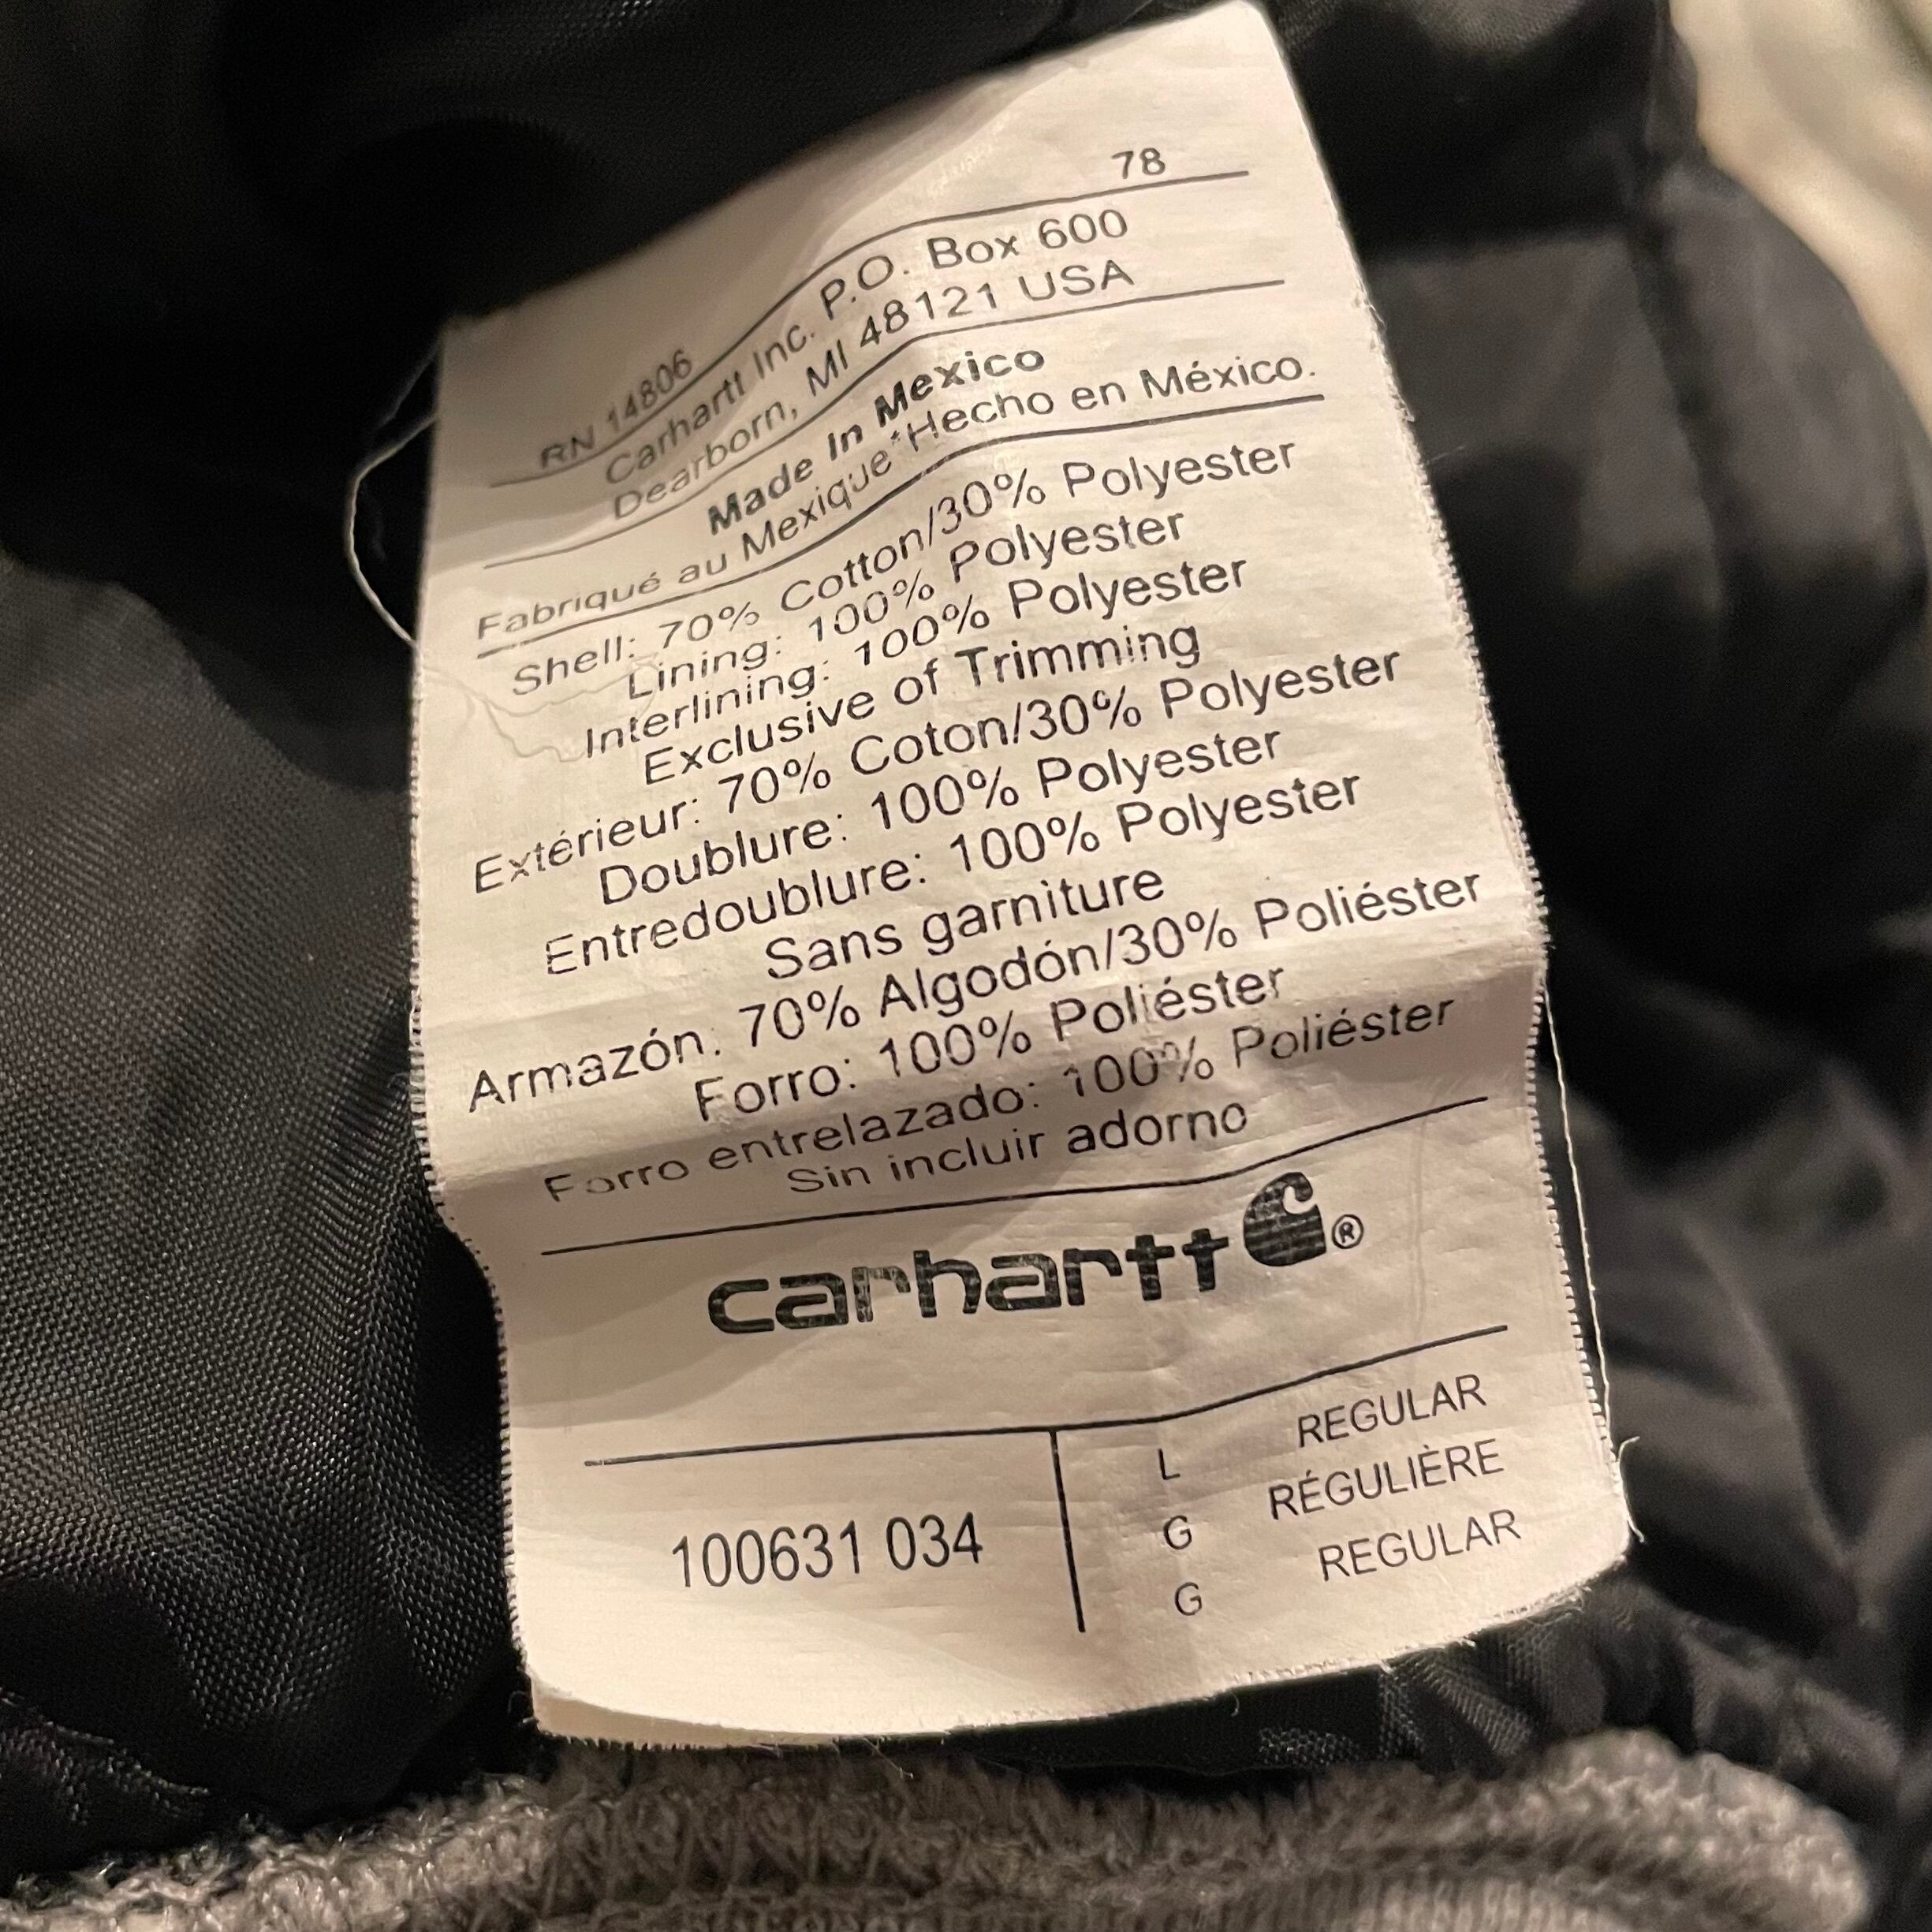 RN 14806 78
Carhartt Inc. P.O. Box 600
Dearborn, MI 48121 USA
Made In Mexico
Fabriqué au Mexique*Hecho en México.
Shell: 70% Cotton/30% Polyester
Lining: 100% Polyester
Interlining: 100% Polyester
Exclusive of Trimming
Extérieur: 70% Coton/30% Polyester
Doublure: 100% Polyester
Entredoublure: 100% Polyester
Sans garniture
Armazón: 70% Algodón/30% Poliéster
Forro: 100% Poliéster
Forro entrelazado: 100% Poliéster
Sin incluir adorno
carhartt ®
100631 034
L REGULAR
G RÉGULIÈRE
G REGULAR